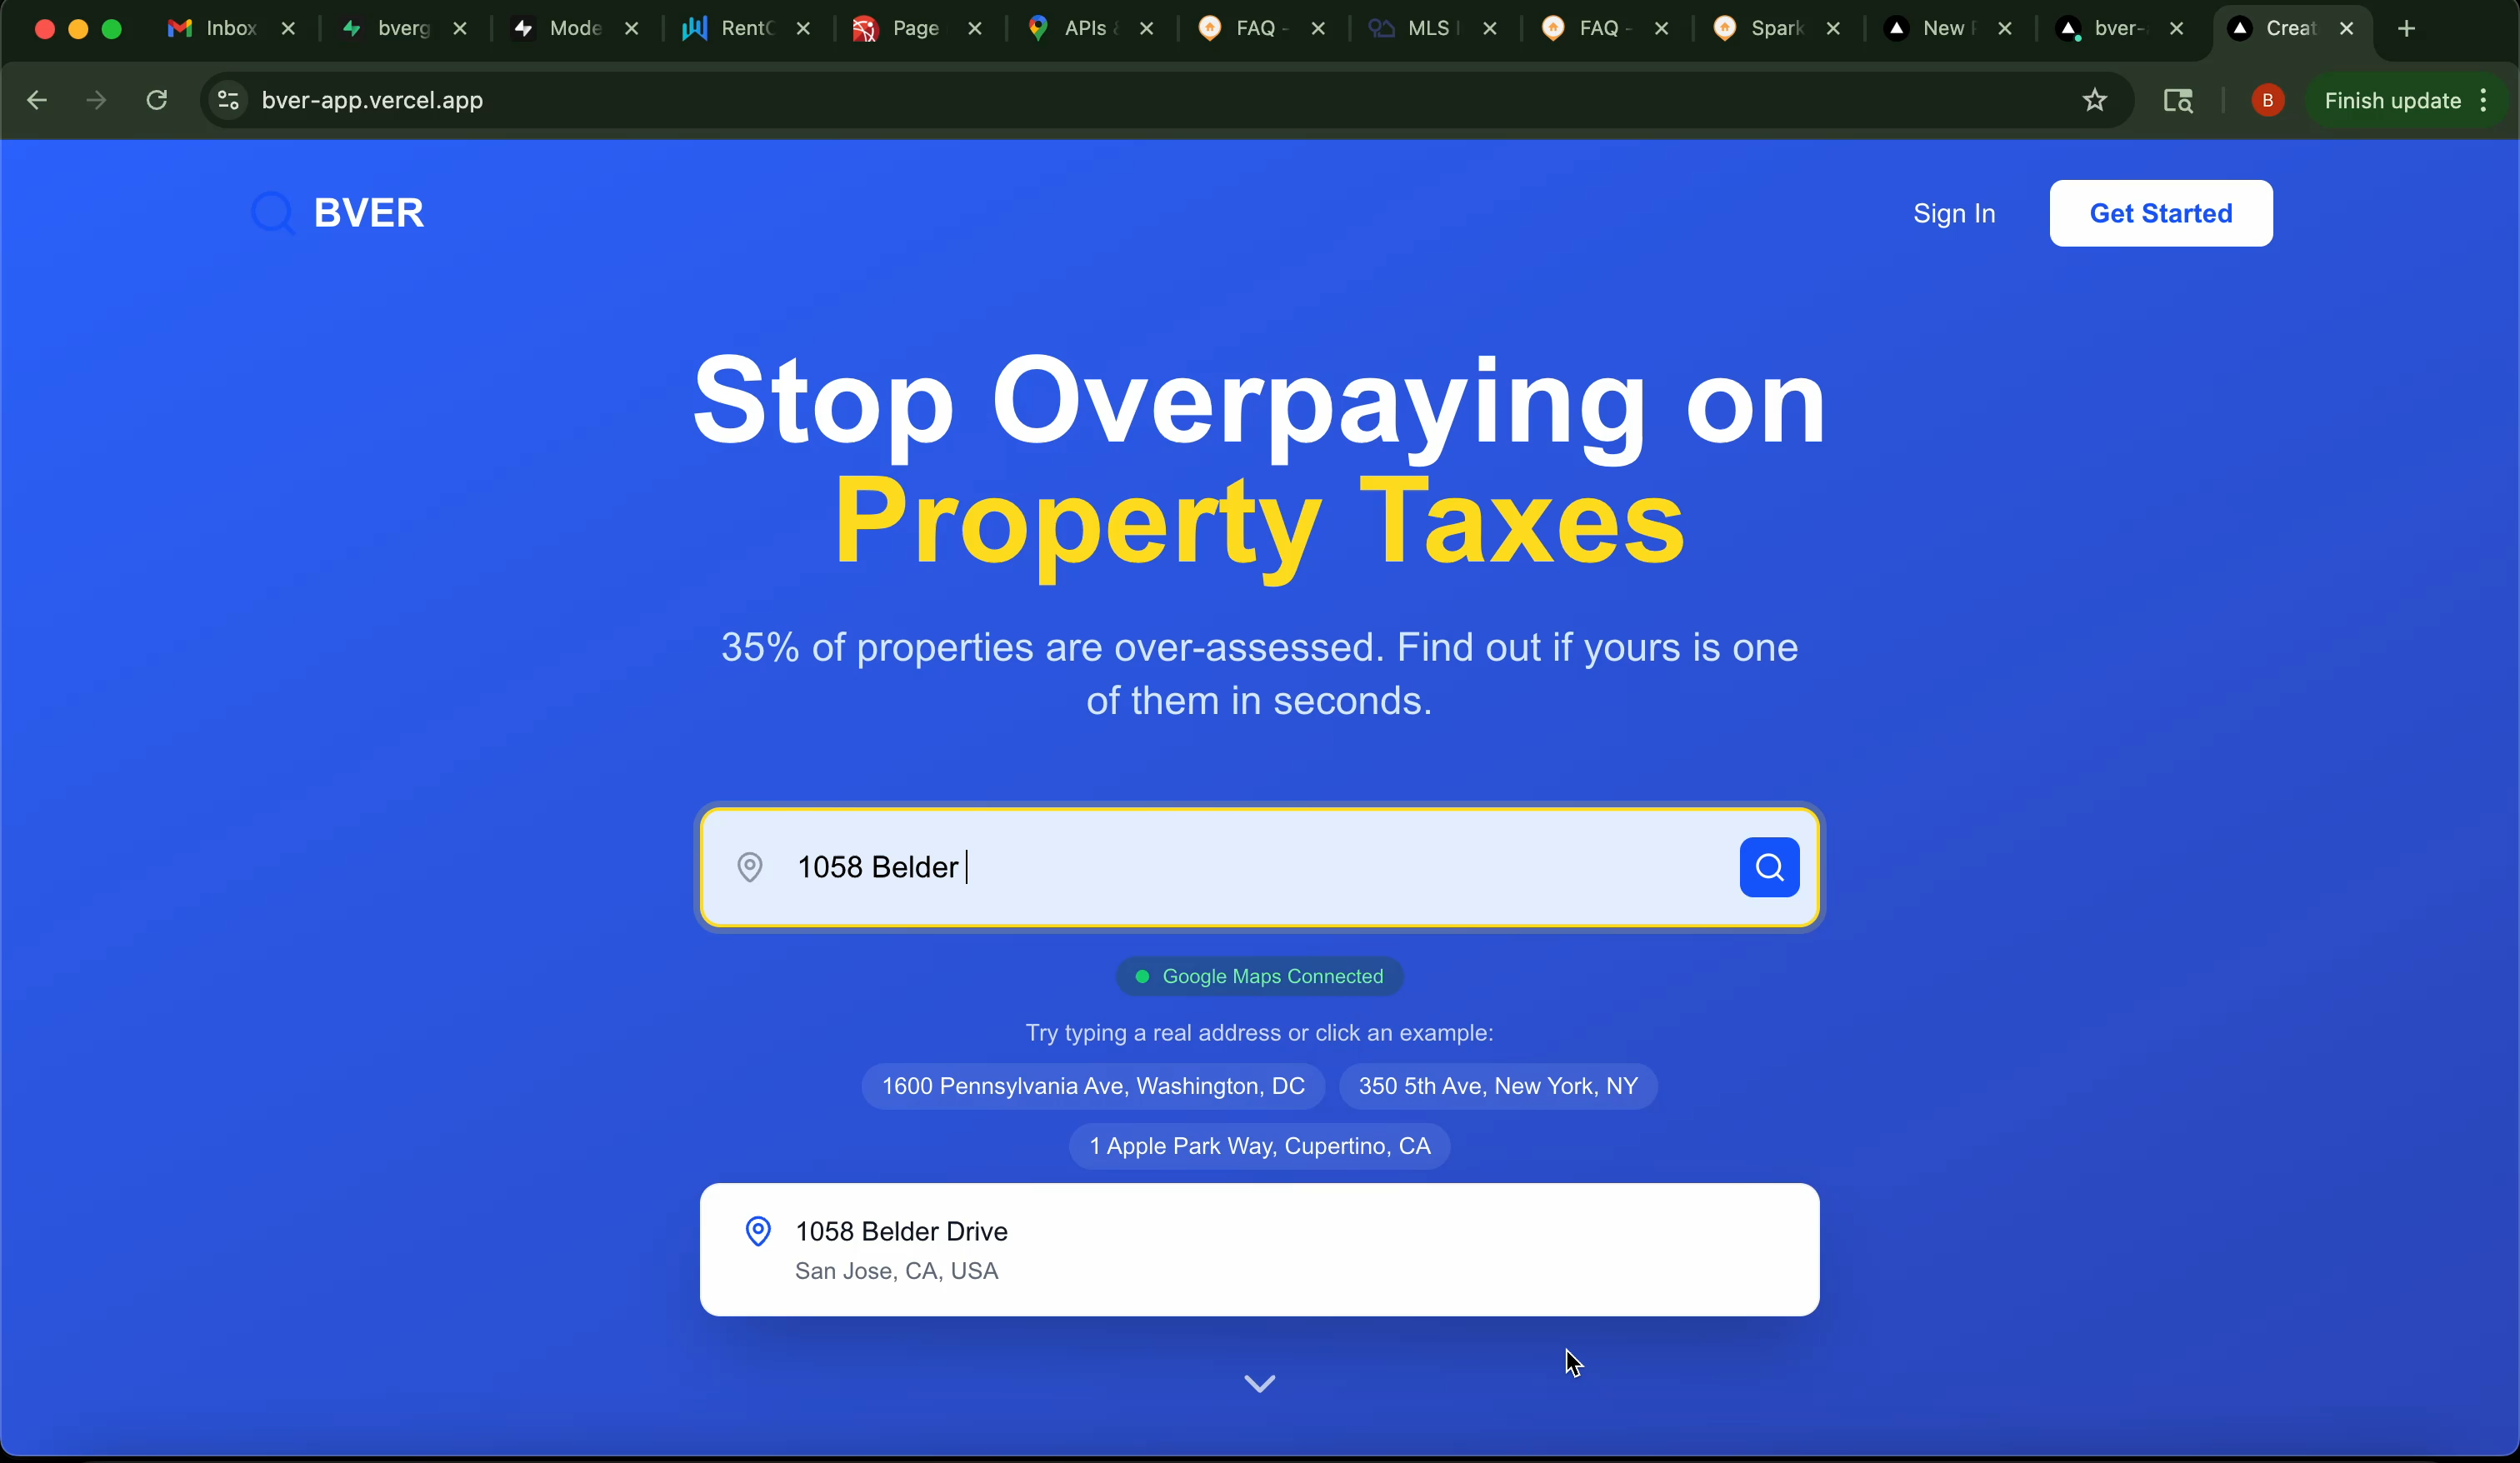 Inbox
bverg
Mode
RentC
Page
APIs &
FAQ -
MLS
FAQ -
Spark
New
bver-
Creat
bver-app.vercel.app
B
Finish update
BVER
Sign In
Get Started
Stop Overpaying on
Property Taxes
35% of properties are over-assessed. Find out if yours is one
of them in seconds.
1058 Belder
Google Maps Connected
Try typing a real address or click an example:
1600 Pennsylvania Ave, Washington, DC
350 5th Ave, New York, NY
1 Apple Park Way, Cupertino, CA
1058 Belder Drive
San Jose, CA, USA